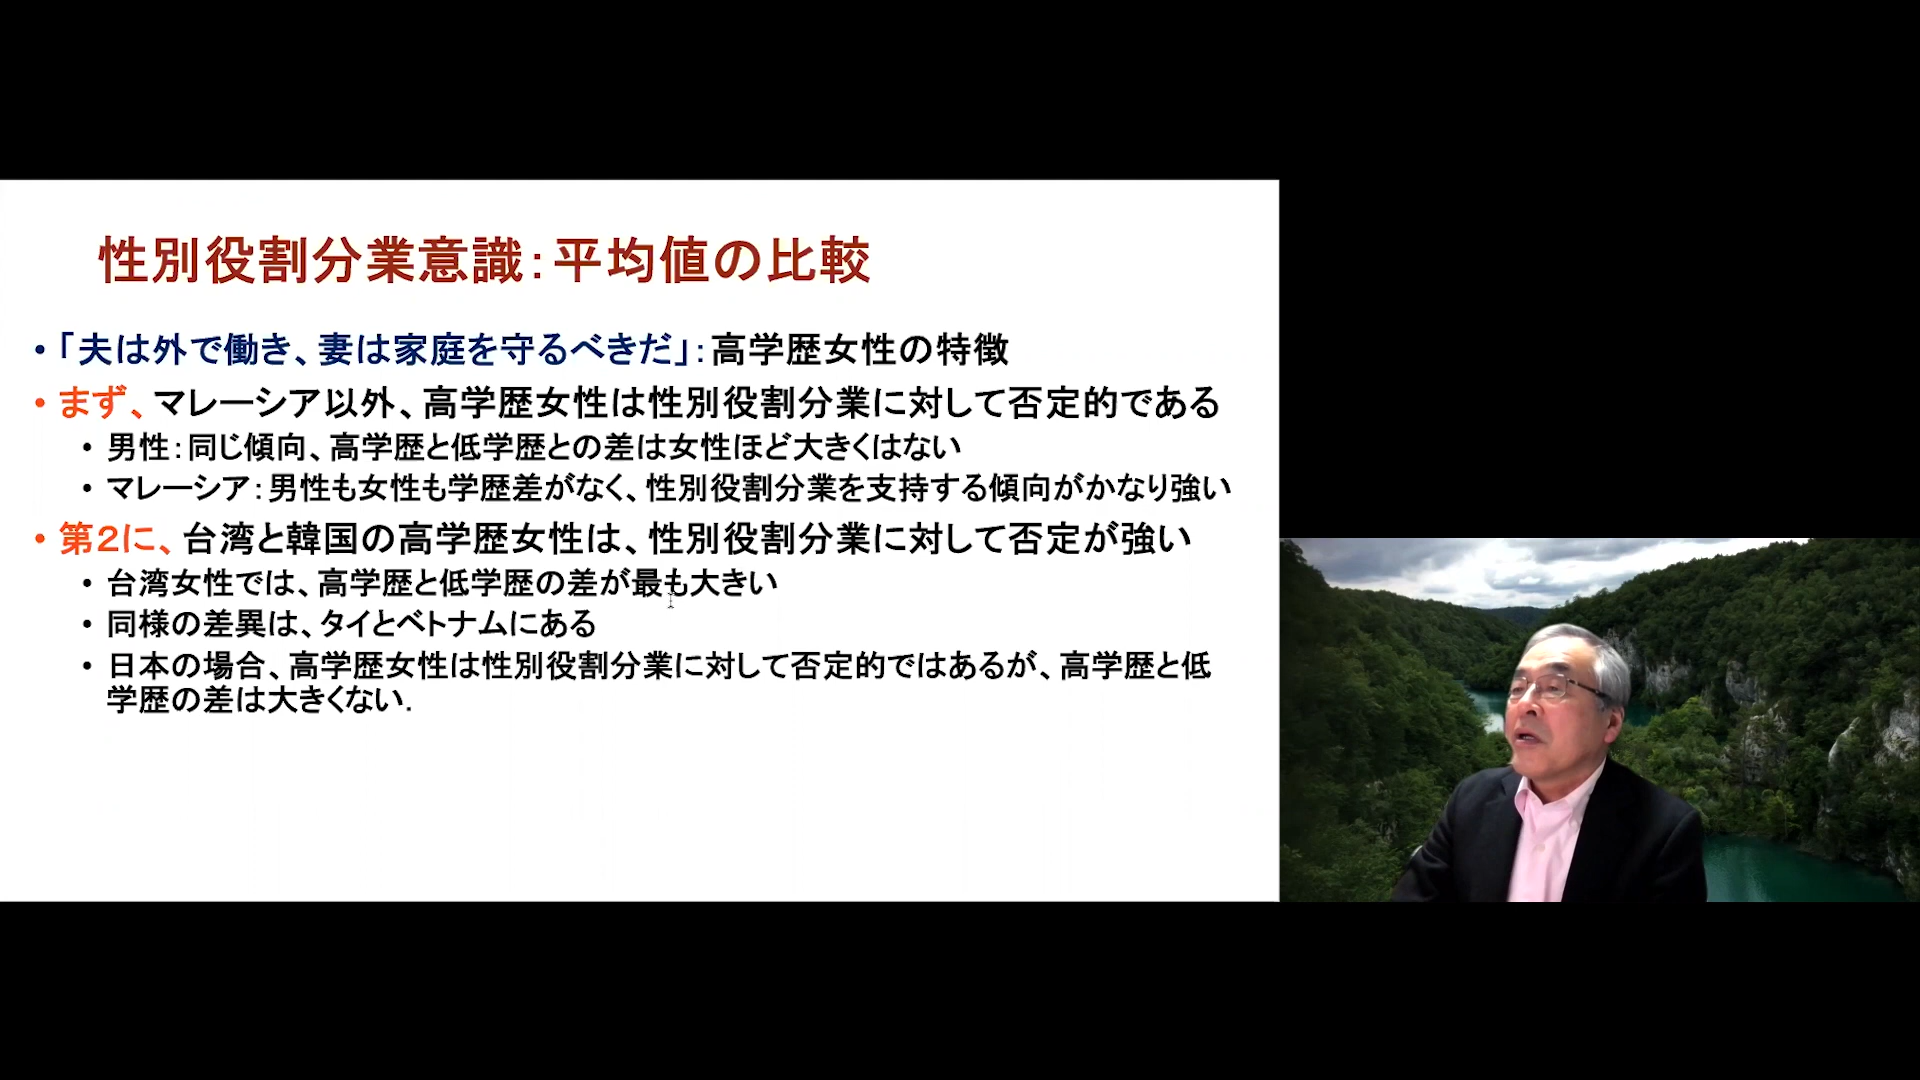 性別役割分業意識：平均値の比較
•「夫は外で働き、妻は家庭を守るべきだ」：高学歴女性の特徴
• まず、マレーシア以外、高学歴女性は性別役割分業に対して否定的である
• 男性：同じ傾向、高学歴と低学歴との差は女性ほど大きくはない
• マレーシア：男性も女性も学歴差がなく、性別役割分業を支持する傾向がかなり強い
• 第２に、台湾と韓国の高学歴女性は、性別役割分業に対して否定が強い
• 台湾女性では、高学歴と低学歴の差が最も大きい
• 同様の差異は、タイとベトナムにある
• 日本の場合、高学歴女性は性別役割分業に対して否定的ではあるが、高学歴と低
学歴の差は大きくない.